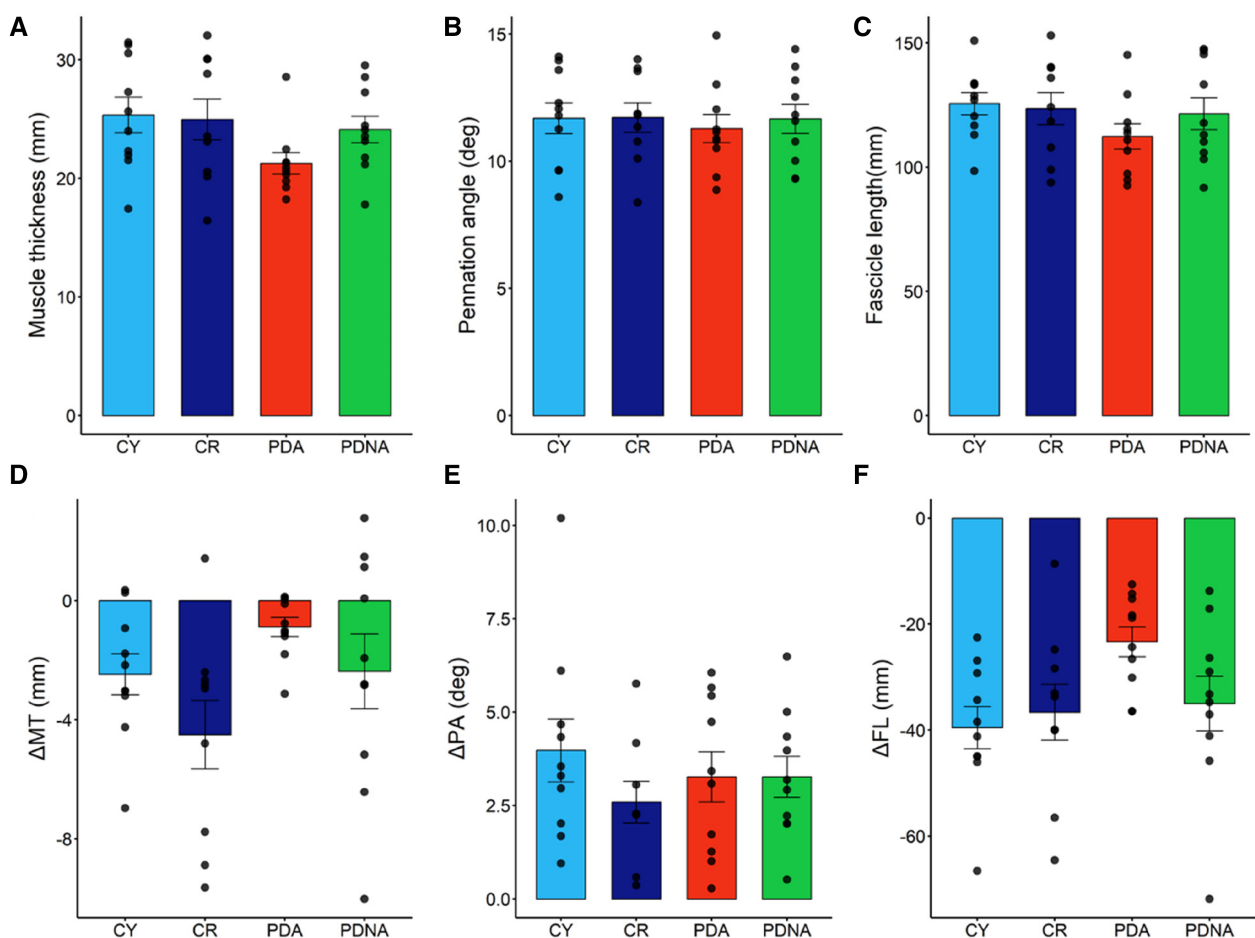 A
Muscle thickness (mm)
30
20
10
0
CY CR PDA PDNA
B
Pennation angle (deg)
15
10
5
0
CY CR PDA PDNA
C
Fascicle length(mm)
150
100
50
0
CY CR PDA PDNA
D
ΔMT (mm)
0
-4
-8
CY CR PDA PDNA
E
ΔPA (deg)
10.0
7.5
5.0
2.5
0.0
CY CR PDA PDNA
F
ΔFL (mm)
0
-20
-40
-60
CY CR PDA PDNA